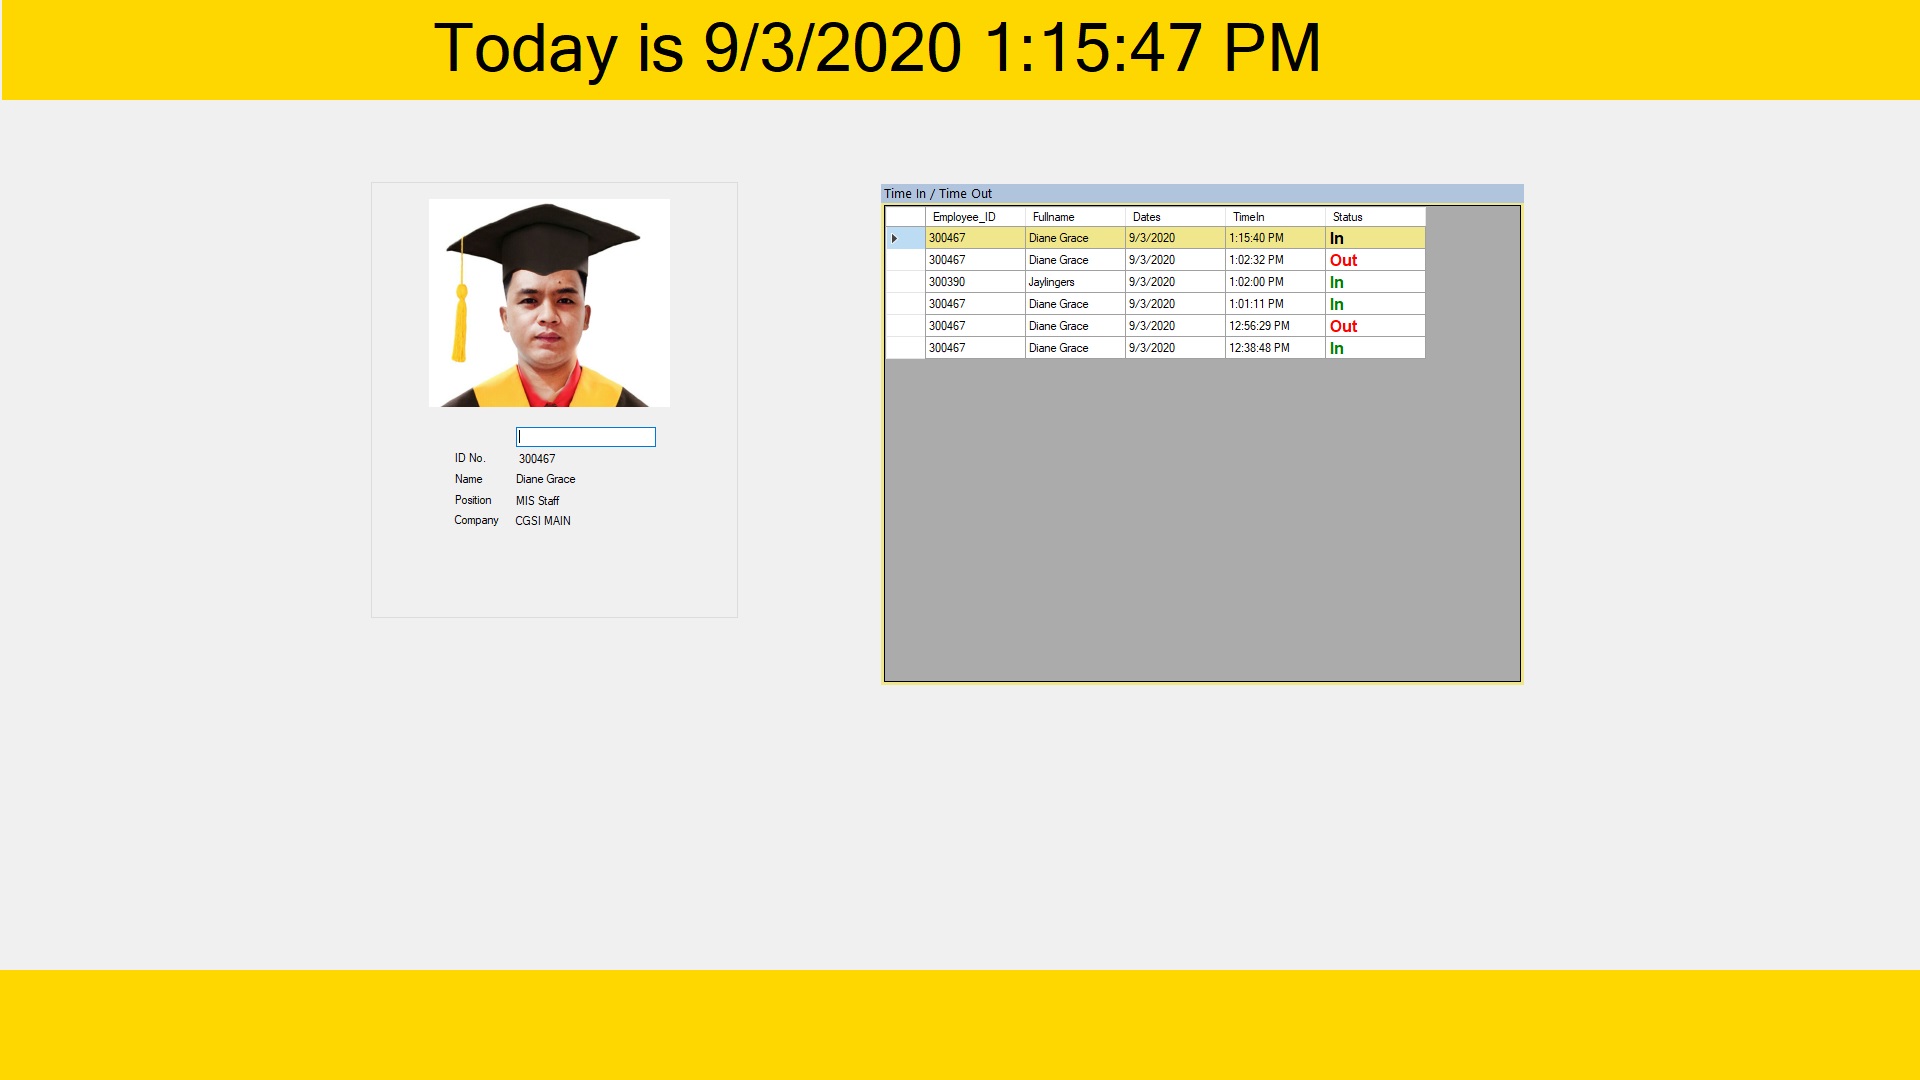 Today is 9/3/2020 1:15:47 PM
ID No. 300467
Name Diane Grace
Position MIS Staff
Company CGSI MAIN
Time In / Time Out
Employee_ID Fullname Dates TimeIn Status
300467 Diane Grace 9/3/2020 1:15:40 PM In
300467 Diane Grace 9/3/2020 1:02:32 PM Out
300390 Jaylingers 9/3/2020 1:02:00 PM In
300467 Diane Grace 9/3/2020 1:01:11 PM In
300467 Diane Grace 9/3/2020 12:56:29 PM Out
300467 Diane Grace 9/3/2020 12:38:48 PM In